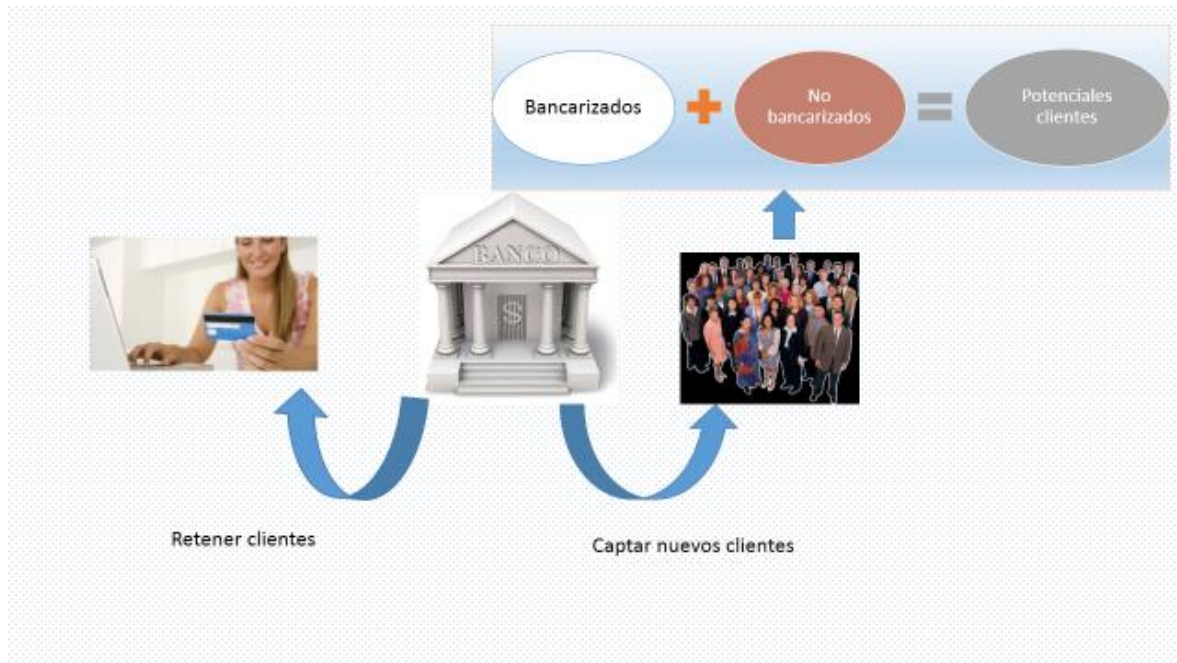 Bancarizados
No
bancarizados
Potenciales
clientes
BANCO
$
Retener clientes
Captar nuevos clientes